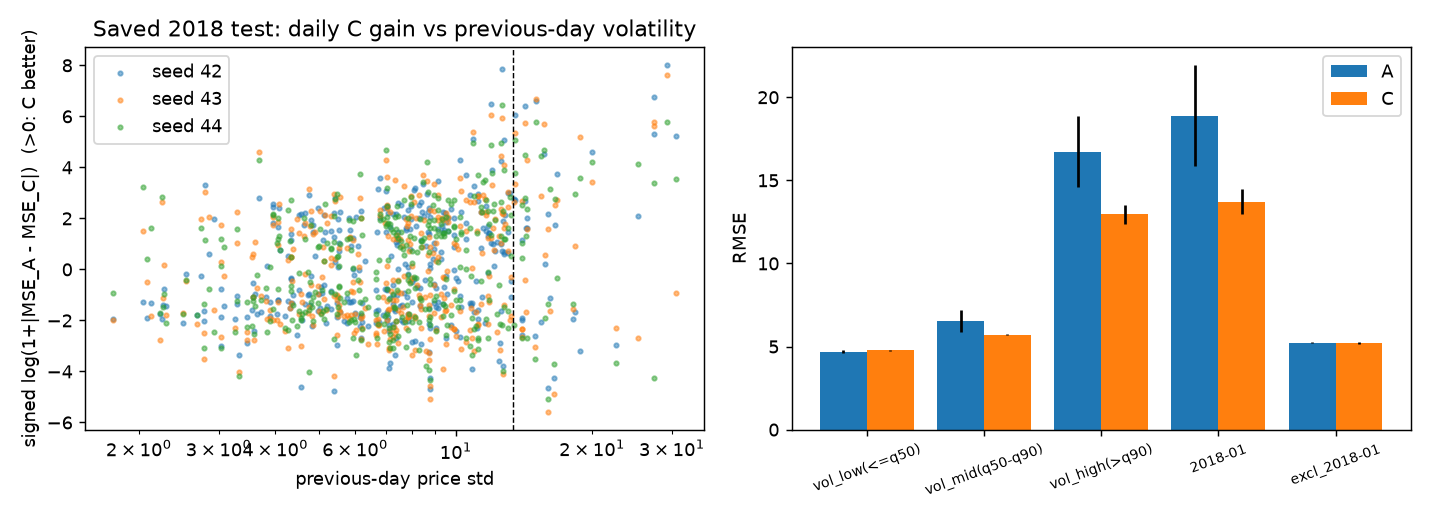 Saved 2018 test: daily C gain vs previous-day volatility
signed log(1+|MSE_A - MSE_C|)  (>0: C better)
seed 42
seed 43
seed 44
8
6
4
2
0
−2
−4
−6
2 × 10⁰
3 × 10⁰
4 × 10⁰
6 × 10⁰
10¹
2 × 10¹
3 × 10¹
previous-day price std
RMSE
A
C
20
15
10
5
0
vol_low(<=q50)
vol_mid(q50-q90)
vol_high(>q90)
2018-01
excl_2018-01